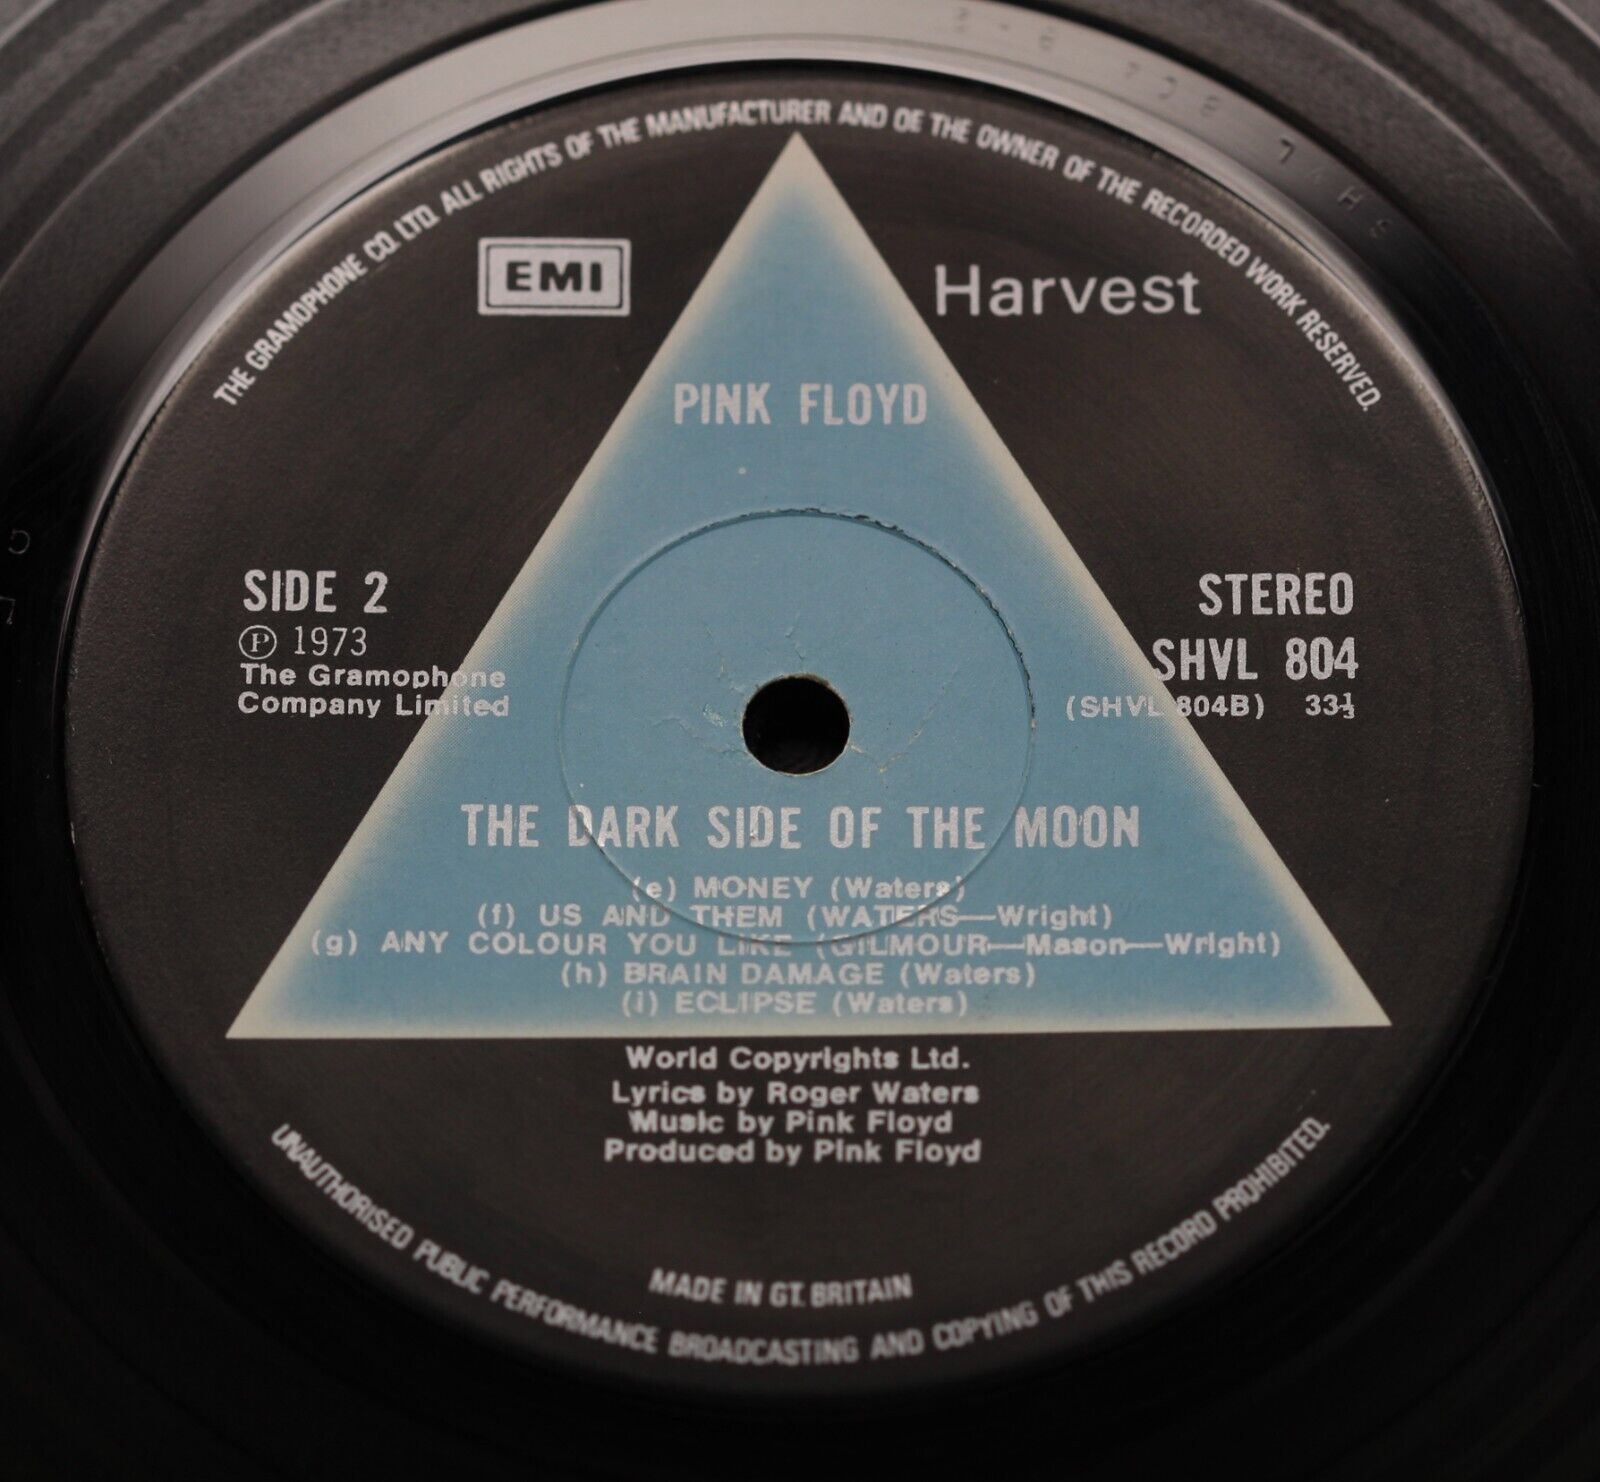 THE GRAMOPHONE CO. LTD. ALL RIGHTS OF THE MANUFACTURER AND OF THE OWNER OF THE RECORDED WORK RESERVED.
EMI
Harvest
PINK FLOYD
SIDE 2
Ⓟ 1973
The Gramophone
Company Limited
STEREO
SHVL 804
(SHVL 804B) 33⅓
THE DARK SIDE OF THE MOON
(e) MONEY (Waters)
(f) US AND THEM (WATERS—Wright)
(g) ANY COLOUR YOU LIKE (GILMOUR—Mason—Wright)
(h) BRAIN DAMAGE (Waters)
(i) ECLIPSE (Waters)
World Copyrights Ltd.
Lyrics by Roger Waters
Music by Pink Floyd
Produced by Pink Floyd
MADE IN GT. BRITAIN
UNAUTHORISED PUBLIC PERFORMANCE BROADCASTING AND COPYING OF THIS RECORD PROHIBITED.